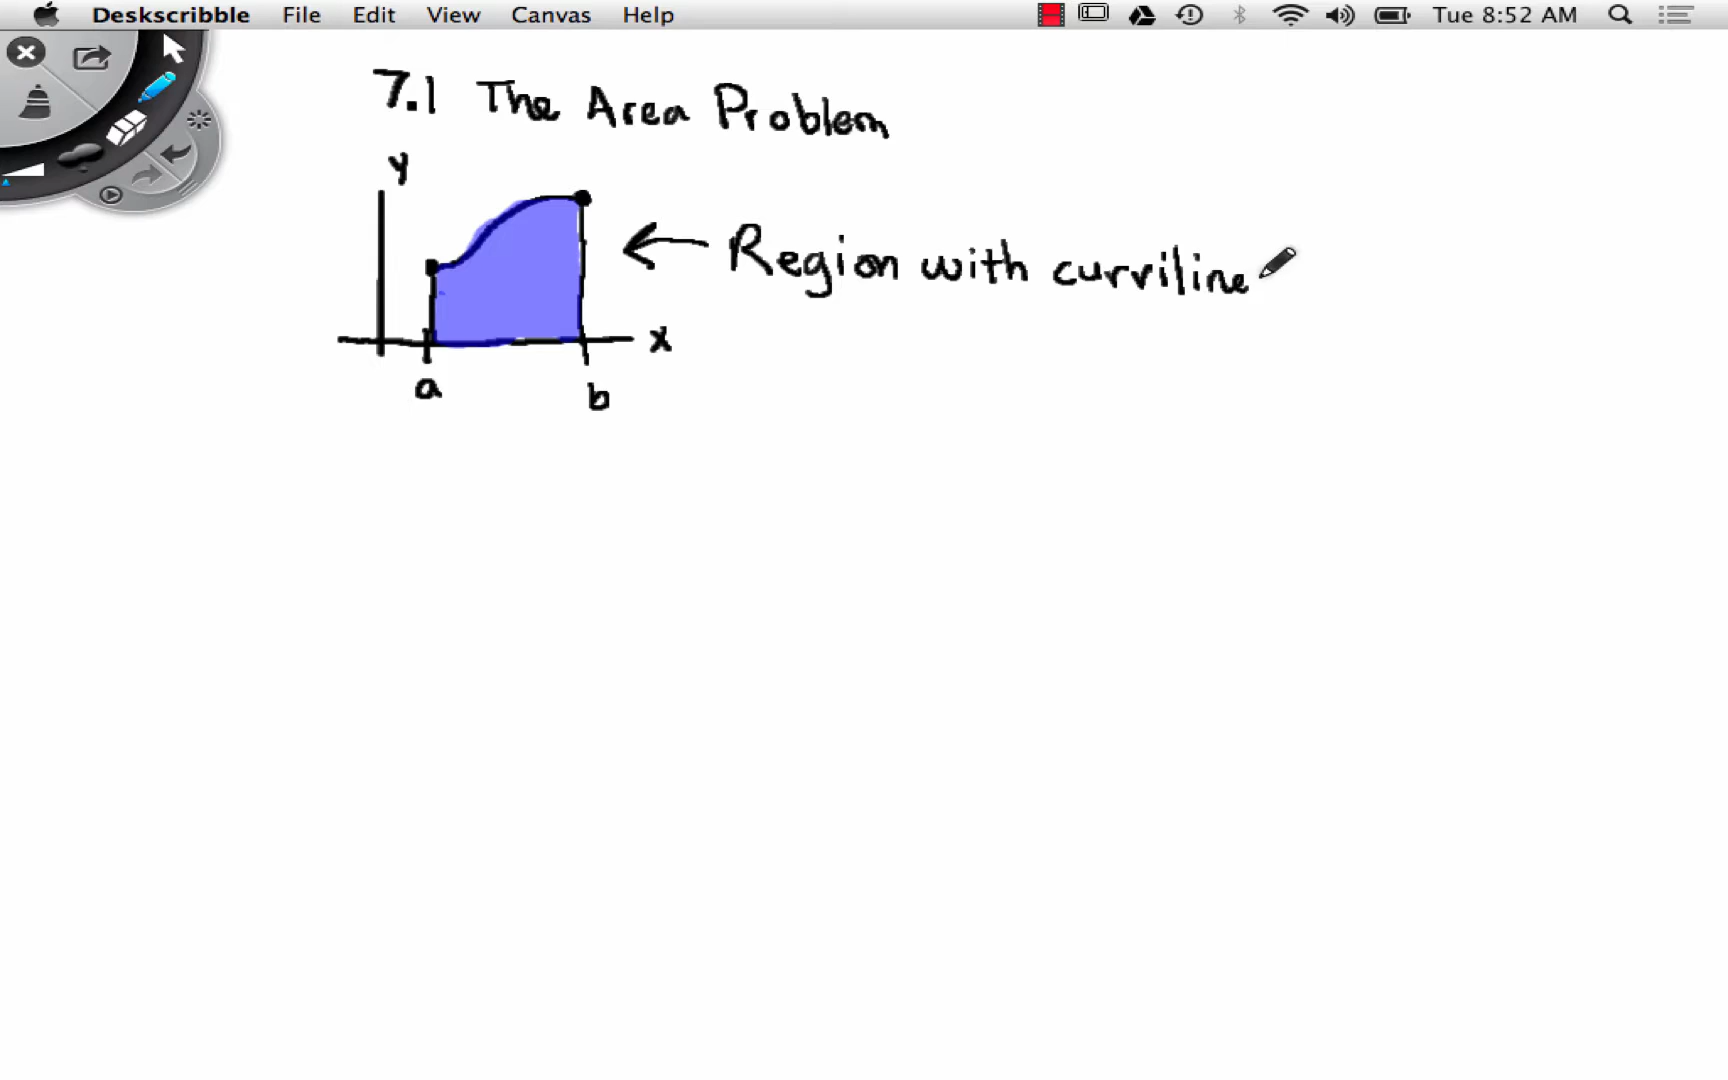 Deskscribble File Edit View Canvas Help Tue 8:52 AM
7.1 The Area Problem
y
Region with curviline
x
a b